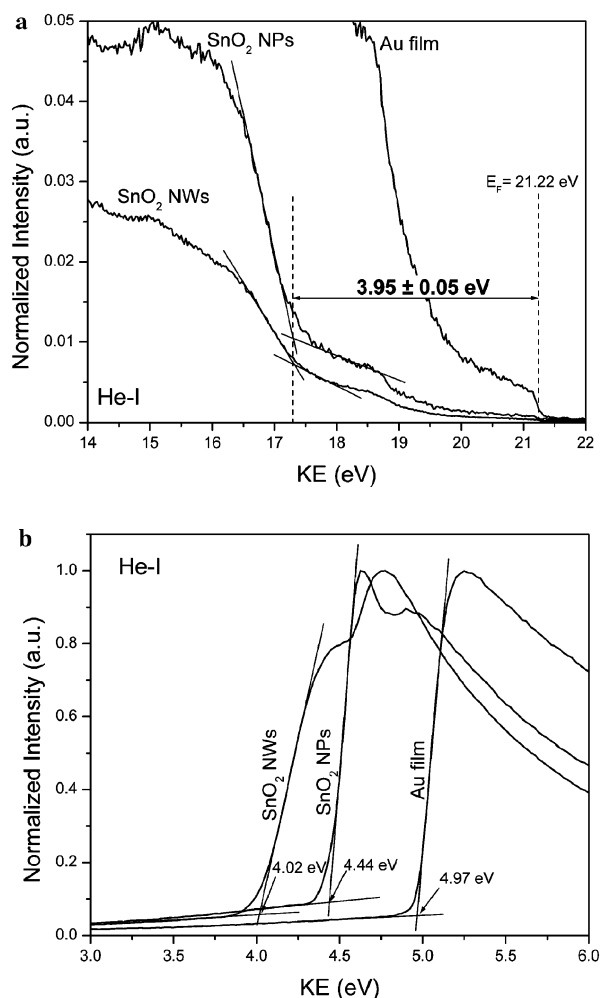 a
0.05
0.04
0.03
0.02
0.01
0.00
Normalized Intensity (a.u.)
SnO2 NPs
Au film
EF= 21.22 eV
SnO2 NWs
3.95 ± 0.05 eV
He-I
14 15 16 17 18 19 20 21 22
KE (eV)
b
He-I
1.0
0.8
0.6
0.4
0.2
0.0
Normalized Intensity (a.u.)
SnO2 NWs
SnO2 NPs
Au film
4.02 eV
4.44 eV
4.97 eV
3.0 3.5 4.0 4.5 5.0 5.5 6.0
KE (eV)